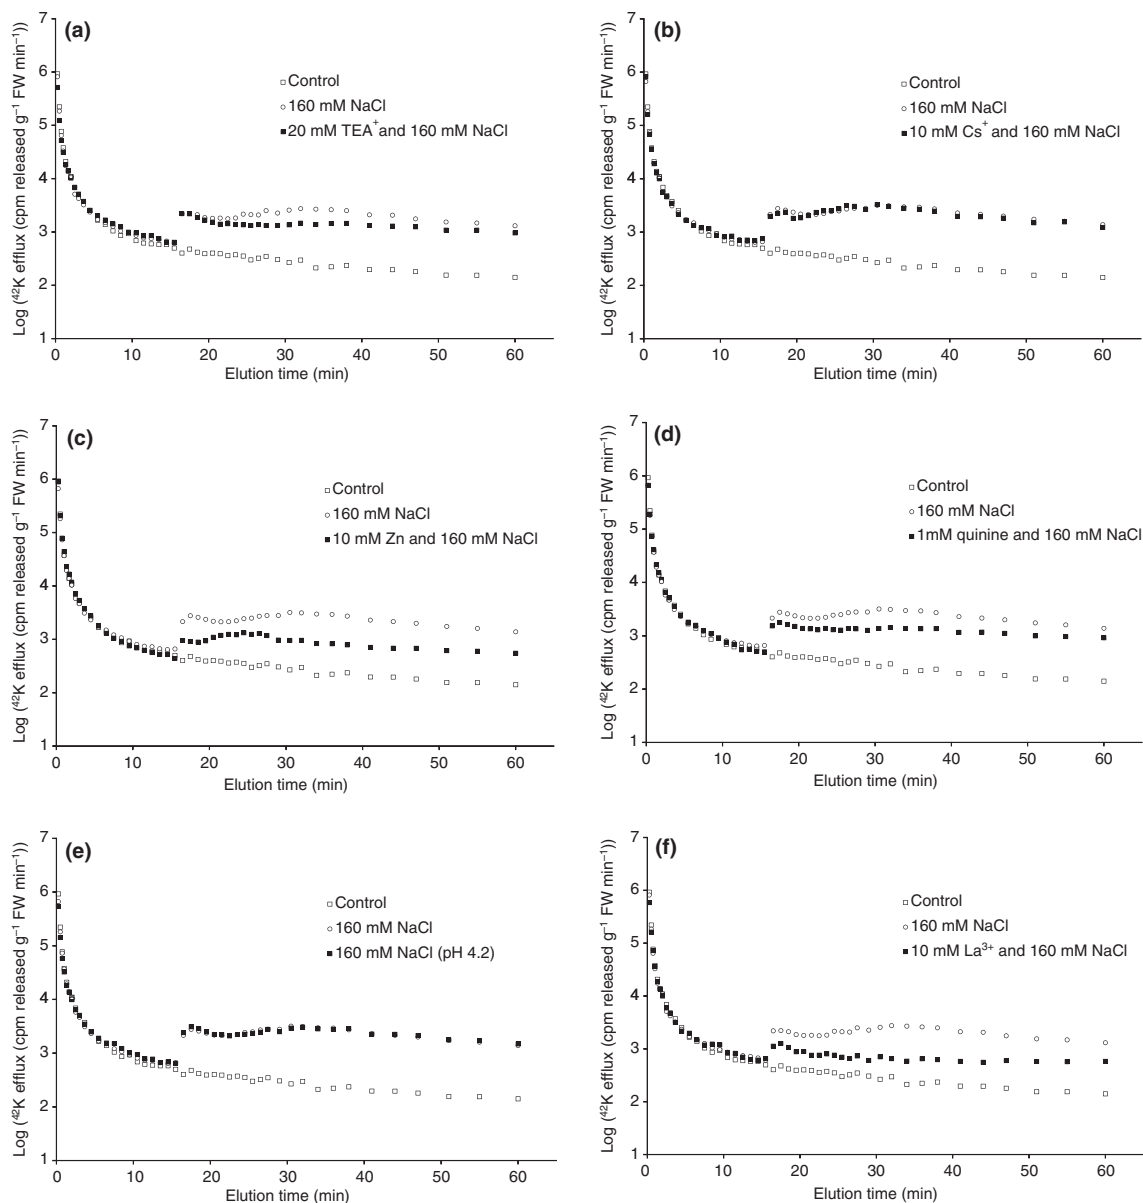 (a)
Log (⁴²K efflux (cpm released g⁻¹ FW min⁻¹))
7
6
5
4
3
2
1
□ Control
○ 160 mM NaCl
■ 20 mM TEA⁺ and 160 mM NaCl
0 10 20 30 40 50 60
Elution time (min)
(b)
Log (⁴²K efflux (cpm released g⁻¹ FW min⁻¹))
7
6
5
4
3
2
1
□ Control
○ 160 mM NaCl
■ 10 mM Cs⁺ and 160 mM NaCl
0 10 20 30 40 50 60
Elution time (min)
(c)
Log (⁴²K efflux (cpm released g⁻¹ FW min⁻¹))
7
6
5
4
3
2
1
□ Control
○ 160 mM NaCl
■ 10 mM Zn and 160 mM NaCl
0 10 20 30 40 50 60
Elution time (min)
(d)
Log (⁴²K efflux (cpm released g⁻¹ FW min⁻¹))
7
6
5
4
3
2
1
□ Control
○ 160 mM NaCl
■ 1mM quinine and 160 mM NaCl
0 10 20 30 40 50 60
Elution time (min)
(e)
Log (⁴²K efflux (cpm released g⁻¹ FW min⁻¹))
7
6
5
4
3
2
1
□ Control
○ 160 mM NaCl
■ 160 mM NaCl (pH 4.2)
0 10 20 30 40 50 60
Elution time (min)
(f)
Log (⁴²K efflux (cpm released g⁻¹ FW min⁻¹))
7
6
5
4
3
2
1
□ Control
○ 160 mM NaCl
■ 10 mM La³⁺ and 160 mM NaCl
0 10 20 30 40 50 60
Elution time (min)